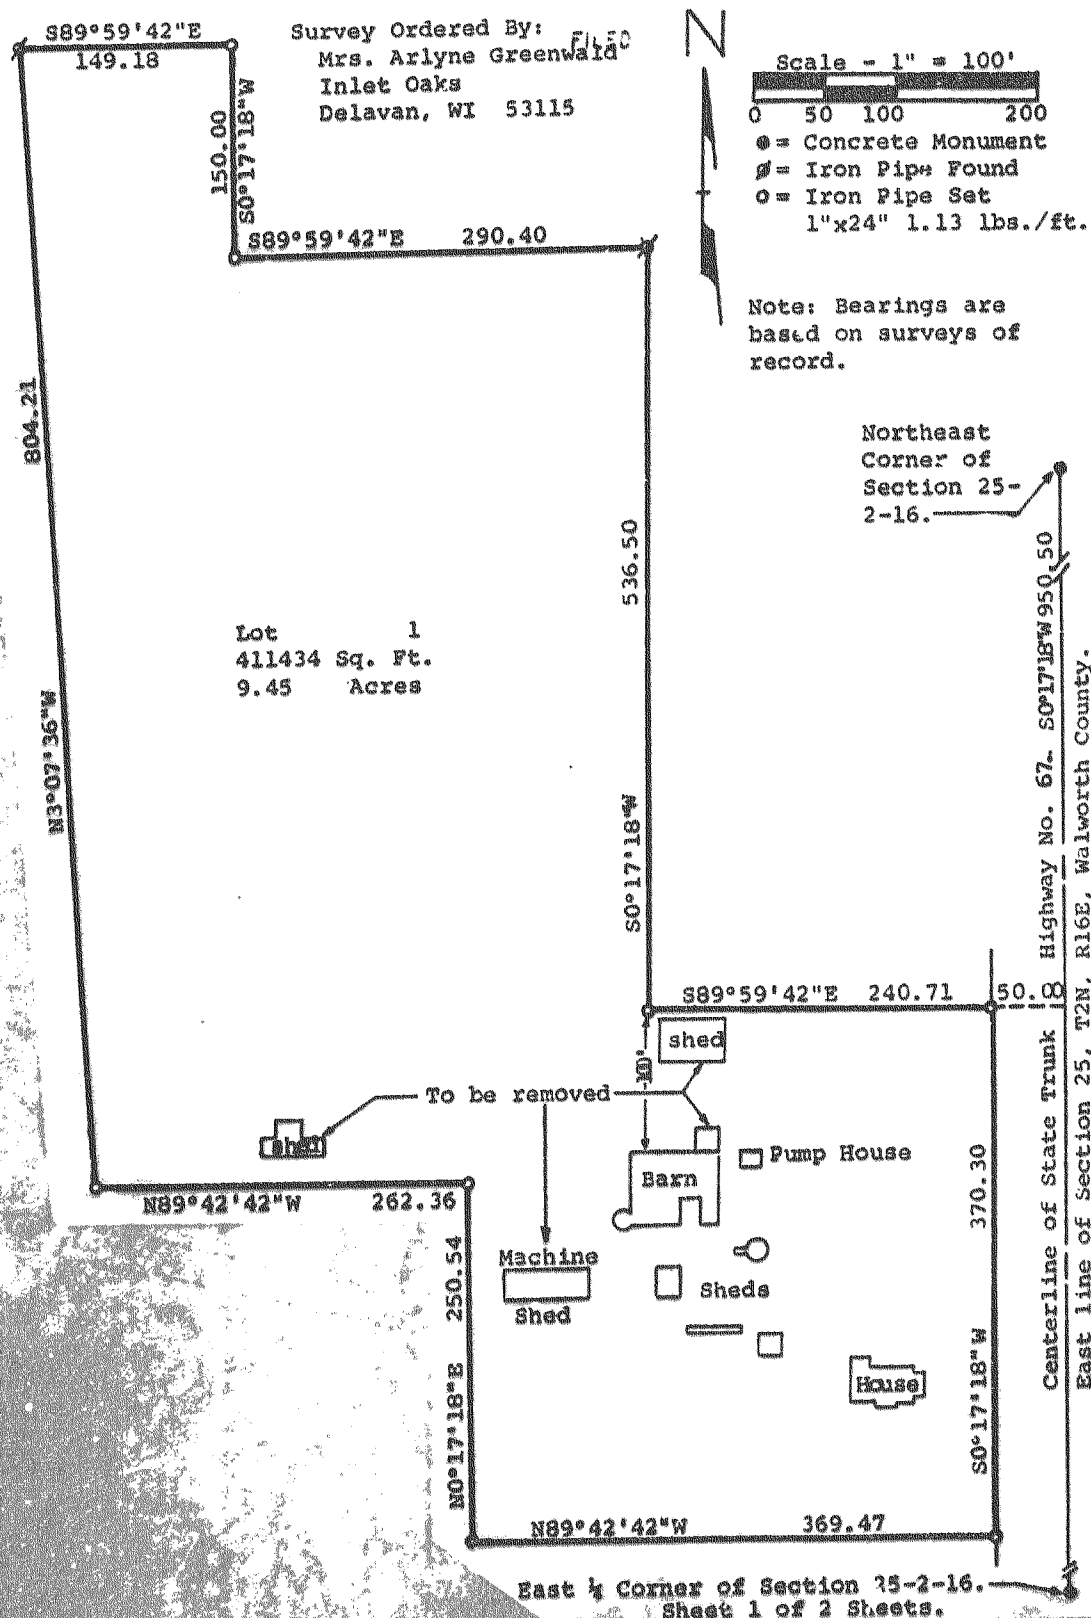 S89°59'42"E
149.18
Survey Ordered By:
FILED
Mrs. Arlyne Greenwald
Inlet Oaks
Delavan, WI 53115
N
Scale - 1" = 100'
0 50 100 200
= Concrete Monument
= Iron Pipe Found
= Iron Pipe Set
1"x24" 1.13 lbs./ft.
150.00
S0°17'18"W
S89°59'42"E 290.40
Note: Bearings are
based on surveys of
record.
804.21
N3°07'36"W
Northeast
Corner of
Section 25-
2-16.
536.50
S0°17'18"W
Lot 1
411434 Sq. Ft.
9.45 Acres
S0°17'18"W 950.50
Centerline of State Trunk Highway No. 67.
East line of Section 25, T2N, R16E, Walworth County.
S89°59'42"E 240.71
50.00
shed
To be removed
shed
Barn
Pump House
370.30
S0°17'18"W
N89°42'42"W 262.36
250.54
N0°17'18"E
Machine
Shed
Sheds
House
N89°42'42"W 369.47
East ¼ Corner of Section 25-2-16.
Sheet 1 of 2 Sheets.